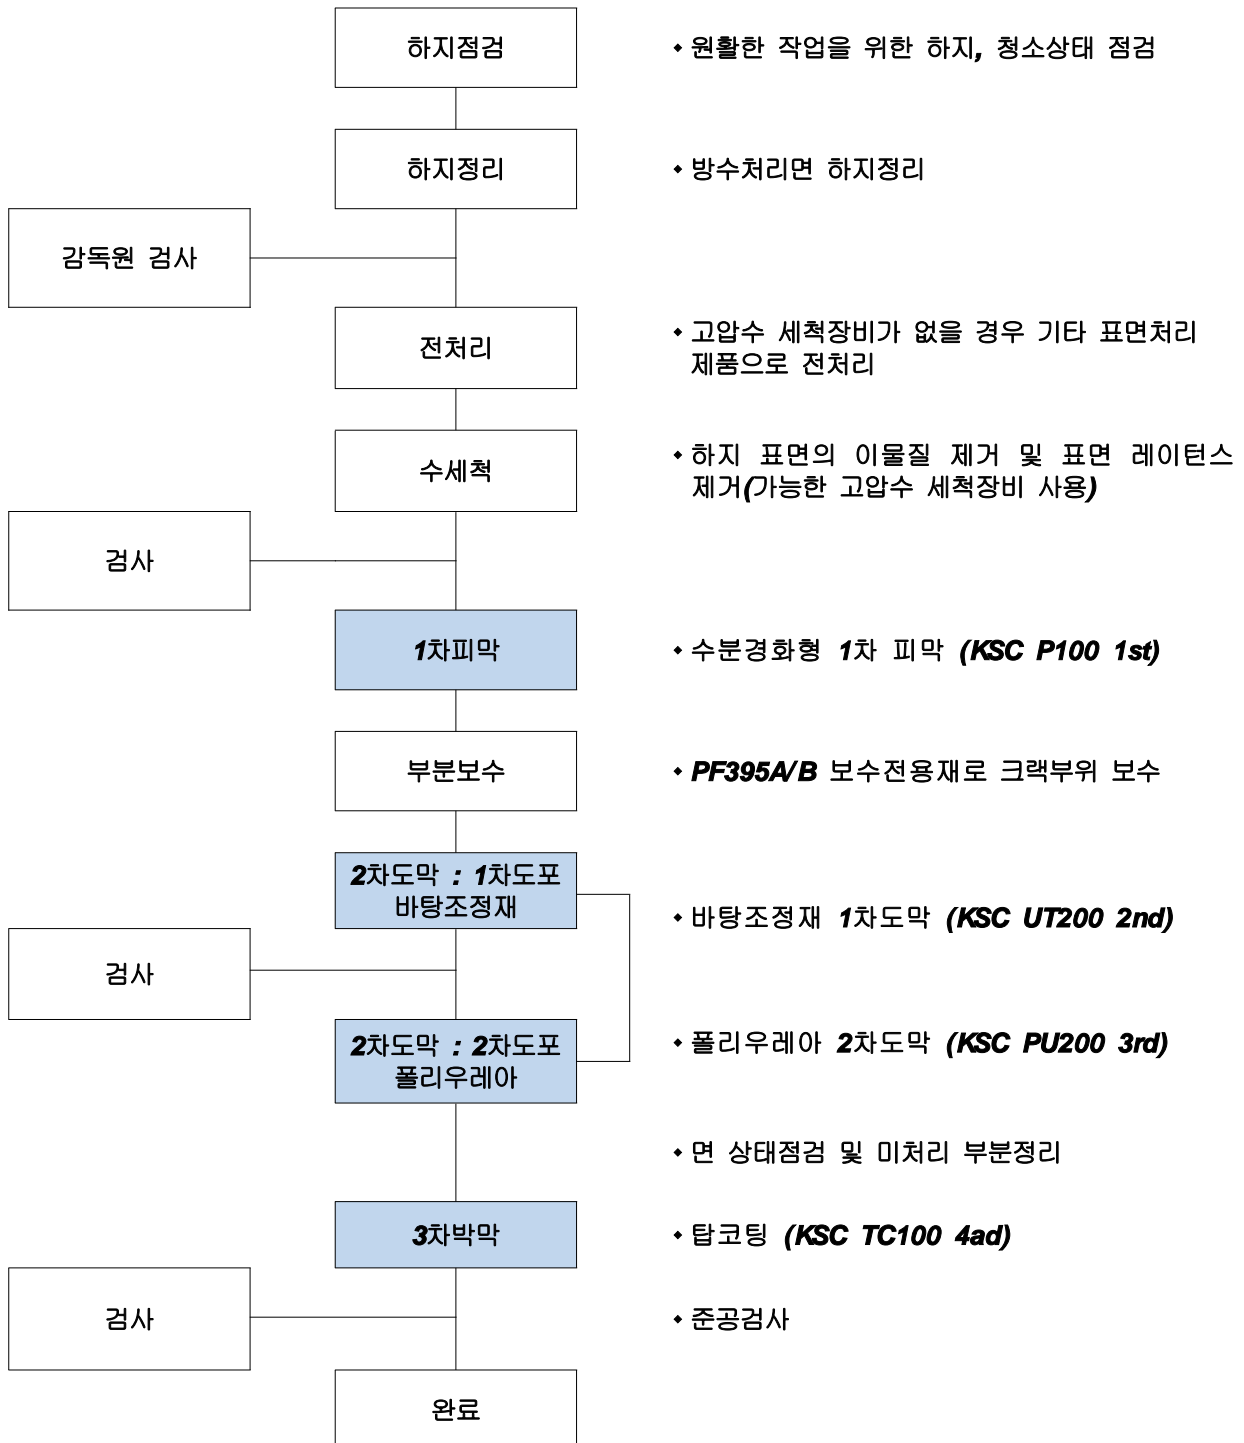 하지점검
◆ 원활한 작업을 위한 하지, 청소상태 점검
하지정리
◆ 방수처리면 하지정리
감독원 검사
전처리
◆ 고압수 세척장비가 없을 경우 기타 표면처리
제품으로 전처리
수세척
◆ 하지 표면의 이물질 제거 및 표면 레이턴스
제거(가능한 고압수 세척장비 사용)
검사
1차피막
◆ 수분경화형 1차 피막 (KSC P100 1st)
부분보수
◆ PF395A/B 보수전용재로 크랙부위 보수
2차도막 : 1차도포
바탕조정재
◆ 바탕조정재 1차도막 (KSC UT200 2nd)
검사
2차도막 : 2차도포
폴리우레아
◆ 폴리우레아 2차도막 (KSC PU200 3rd)
◆ 면 상태점검 및 미처리 부분정리
3차박막
◆ 탑코팅 (KSC TC100 4ad)
검사
◆ 준공검사
완료